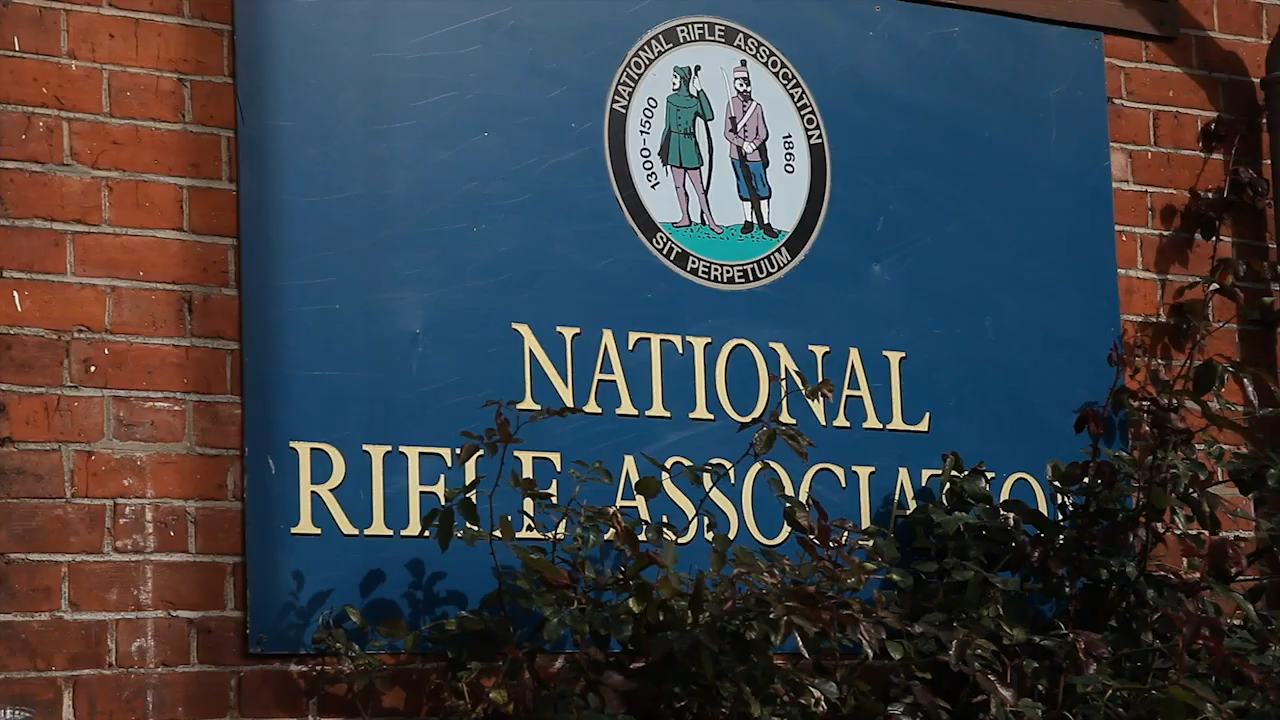 NATIONAL RIFLE ASSOCIATION
1300-1500
1860
SIT PERPETUUM
NATIONAL
RIFLE ASSOCIATION